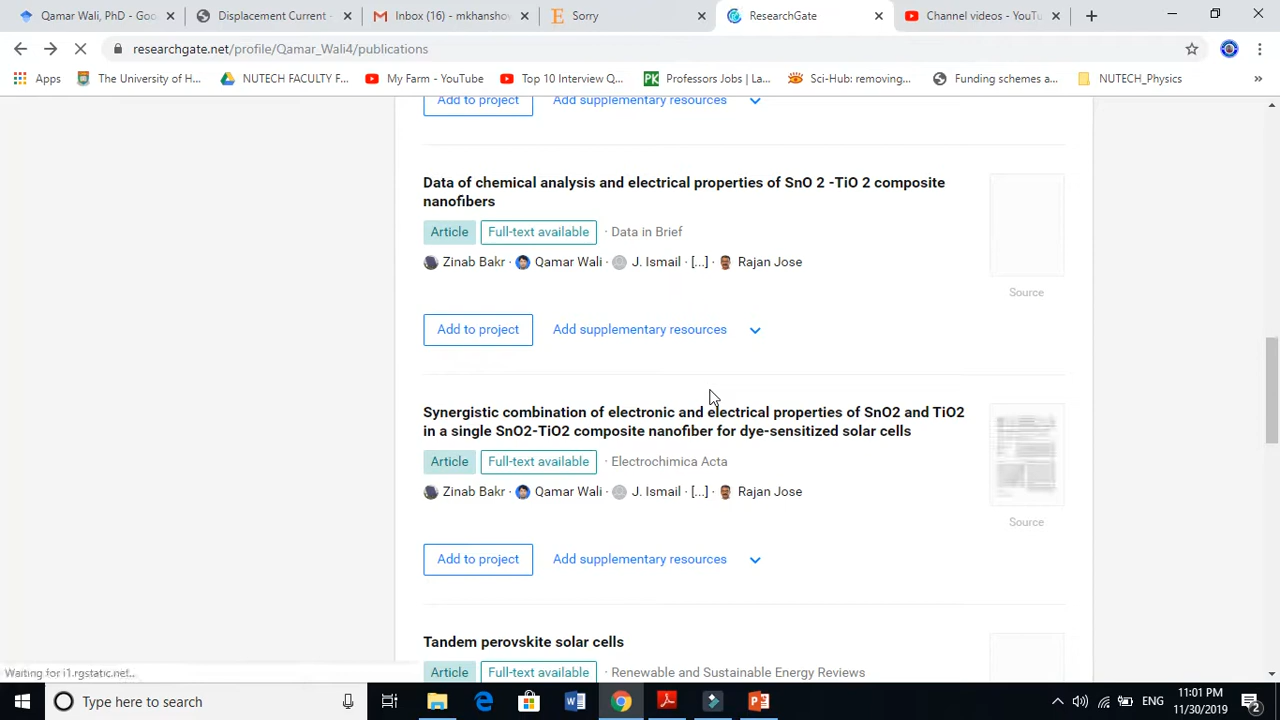 Qamar Wali, PhD - Goo
Displacement Current -
Inbox (16) - mkhansho
Sorry
ResearchGate
Channel videos - YouTu
researchgate.net/profile/Qamar_Wali4/publications
Apps
The University of H...
NUTECH FACULTY F...
My Farm - YouTube
Top 10 Interview Q...
Professors Jobs | La...
Sci-Hub: removing...
Funding schemes a...
NUTECH_Physics
»
Add to project
Add supplementary resources
Data of chemical analysis and electrical properties of SnO 2 -TiO 2 composite
nanofibers
Article
Full-text available
· Data in Brief
Zinab Bakr · Qamar Wali · J. Ismail · [...] · Rajan Jose
Source
Add to project
Add supplementary resources
Synergistic combination of electronic and electrical properties of SnO2 and TiO2
in a single SnO2-TiO2 composite nanofiber for dye-sensitized solar cells
Article
Full-text available
· Electrochimica Acta
Zinab Bakr · Qamar Wali · J. Ismail · [...] · Rajan Jose
Source
Add to project
Add supplementary resources
Tandem perovskite solar cells
Article
Full-text available
· Renewable and Sustainable Energy Reviews
Waiting for i1.rgstatic.net...
Type here to search
ENG
11:01 PM
11/30/2019
2